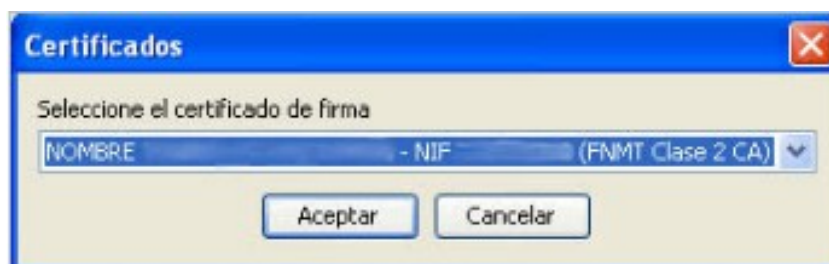 Certificados
Seleccione el certificado de firma
NOMBRE - NIF (FNMT Clase 2 CA)
Aceptar Cancelar